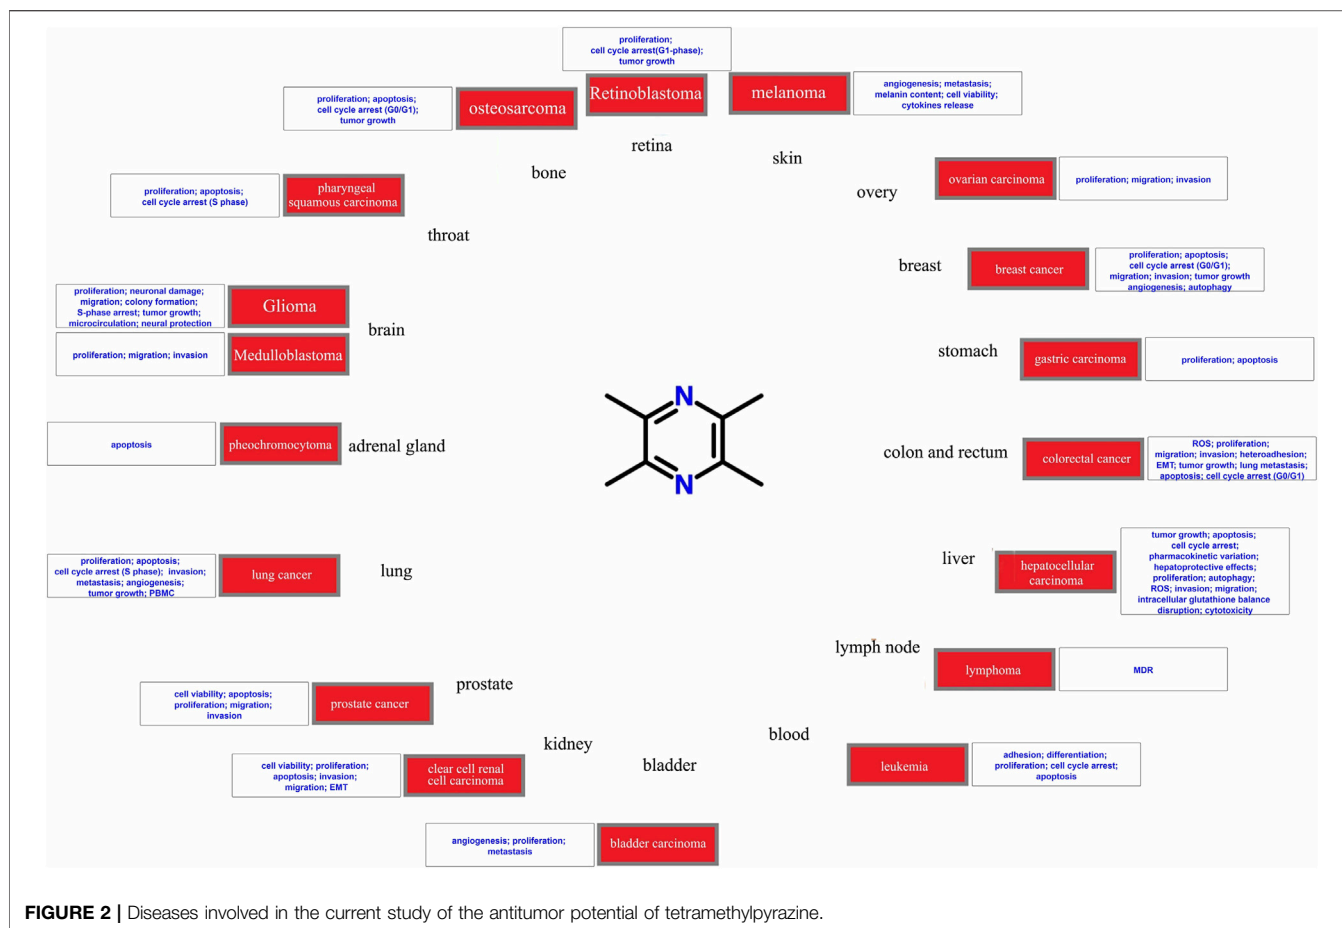 proliferation;
cell cycle arrest(G1-phase);
tumor growth
Retinoblastoma
retina
proliferation; apoptosis;
cell cycle arrest (G0/G1);
tumor growth
osteosarcoma
bone
melanoma
angiogenesis; metastasis;
melanin content; cell viability;
cytokines release
skin
proliferation; apoptosis;
cell cycle arrest (S phase)
pharyngeal
squamous carcinoma
throat
overy
ovarian carcinoma
proliferation; migration; invasion
breast
breast cancer
proliferation; apoptosis;
cell cycle arrest (G0/G1);
migration; invasion; tumor growth
angiogenesis; autophagy
proliferation; neuronal damage;
migration; colony formation;
S-phase arrest; tumor growth;
microcirculation; neural protection
Glioma
brain
proliferation; migration; invasion
Medulloblastoma
stomach
gastric carcinoma
proliferation; apoptosis
N
N
apoptosis
pheochromocytoma
adrenal gland
colon and rectum
colorectal cancer
ROS; proliferation;
migration; invasion; heteroadhesion;
EMT; tumor growth; lung metastasis;
apoptosis; cell cycle arrest (G0/G1)
proliferation; apoptosis;
cell cycle arrest (S phase); invasion;
metastasis; angiogenesis;
tumor growth; PBMC
lung cancer
lung
liver
hepatocellular
carcinoma
tumor growth; apoptosis;
cell cycle arrest;
pharmacokinetic variation;
hepatoprotective effects;
proliferation; autophagy;
ROS; invasion; migration;
intracellular glutathione balance
disruption; cytotoxicity
lymph node
lymphoma
MDR
cell viability; apoptosis;
proliferation; migration;
invasion
prostate cancer
prostate
blood
leukemia
adhesion; differentiation;
proliferation; cell cycle arrest;
apoptosis
cell viability; proliferation;
apoptosis; invasion;
migration; EMT
clear cell renal
cell carcinoma
kidney
bladder
angiogenesis; proliferation;
metastasis
bladder carcinoma
FIGURE 2 | Diseases involved in the current study of the antitumor potential of tetramethylpyrazine.